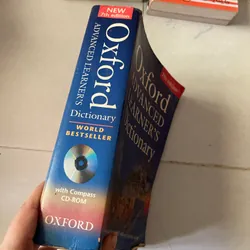 NEW
7th edition
Oxford
ADVANCED LEARNER'S
Dictionary
WORLD
BESTSELLER
with Compass
CD-ROM
OXFORD
Oxford
ADVANCED
LEARNER'S
Dictionary